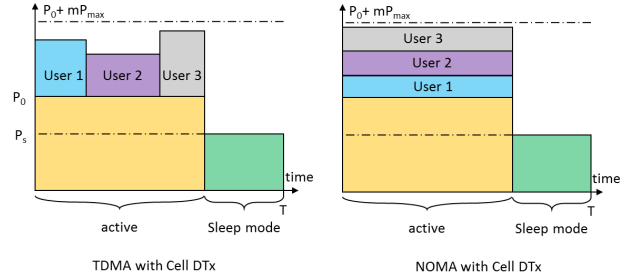 P₀+ mPₘₐₓ
User 1
User 2
User 3
P₀
Pₛ
time
T
active
Sleep mode
TDMA with Cell DTx
P₀+ mPₘₐₓ
User 3
User 2
User 1
time
T
active
Sleep mode
NOMA with Cell DTx